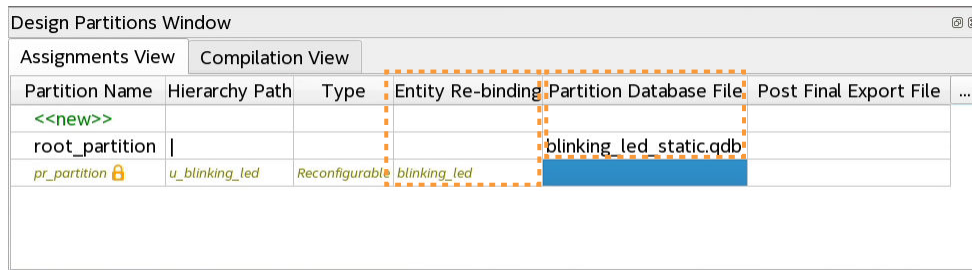 Design Partitions Window
Assignments View Compilation View
Partition Name Hierarchy Path Type Entity Re-binding Partition Database File Post Final Export File ...
<<new>>
root_partition | blinking_led_static.qdb
pr_partition u_blinking_led Reconfigurable blinking_led